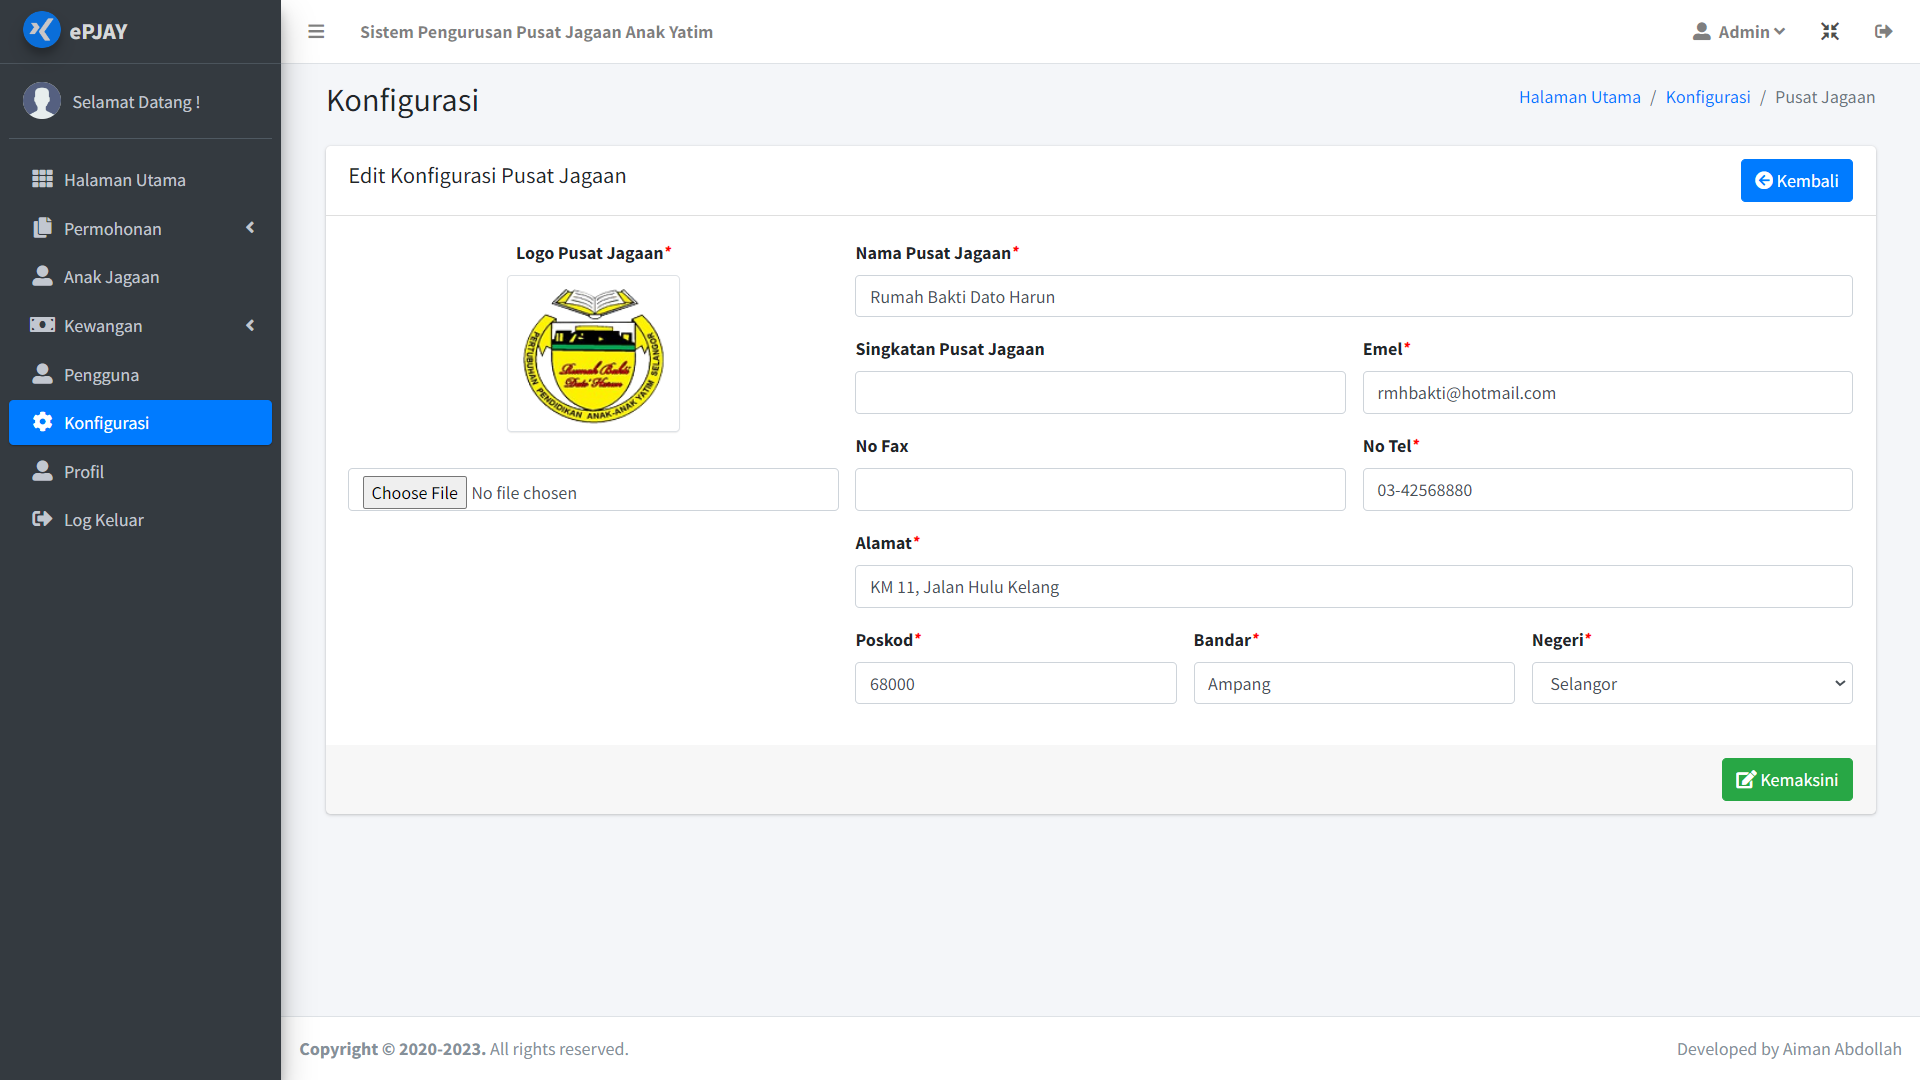 ePJAY
Sistem Pengurusan Pusat Jagaan Anak Yatim
Admin
Selamat Datang !
Halaman Utama
Permohonan
Anak Jagaan
Kewangan
Pengguna
Konfigurasi
Profil
Log Keluar
Konfigurasi
Halaman Utama / Konfigurasi / Pusat Jagaan
Edit Konfigurasi Pusat Jagaan
Kembali
Logo Pusat Jagaan*
PERTUBUHAN PENDIDIKAN ANAK-ANAK YATIM SELANGOR
Rumah Bakti
Dato' Harun
Choose File No file chosen
Nama Pusat Jagaan*
Rumah Bakti Dato Harun
Singkatan Pusat Jagaan
Emel*
rmhbakti@hotmail.com
No Fax
No Tel*
03-42568880
Alamat*
KM 11, Jalan Hulu Kelang
Poskod*
68000
Bandar*
Ampang
Negeri*
Selangor
Kemaksini
Copyright © 2020-2023. All rights reserved.
Developed by Aiman Abdollah